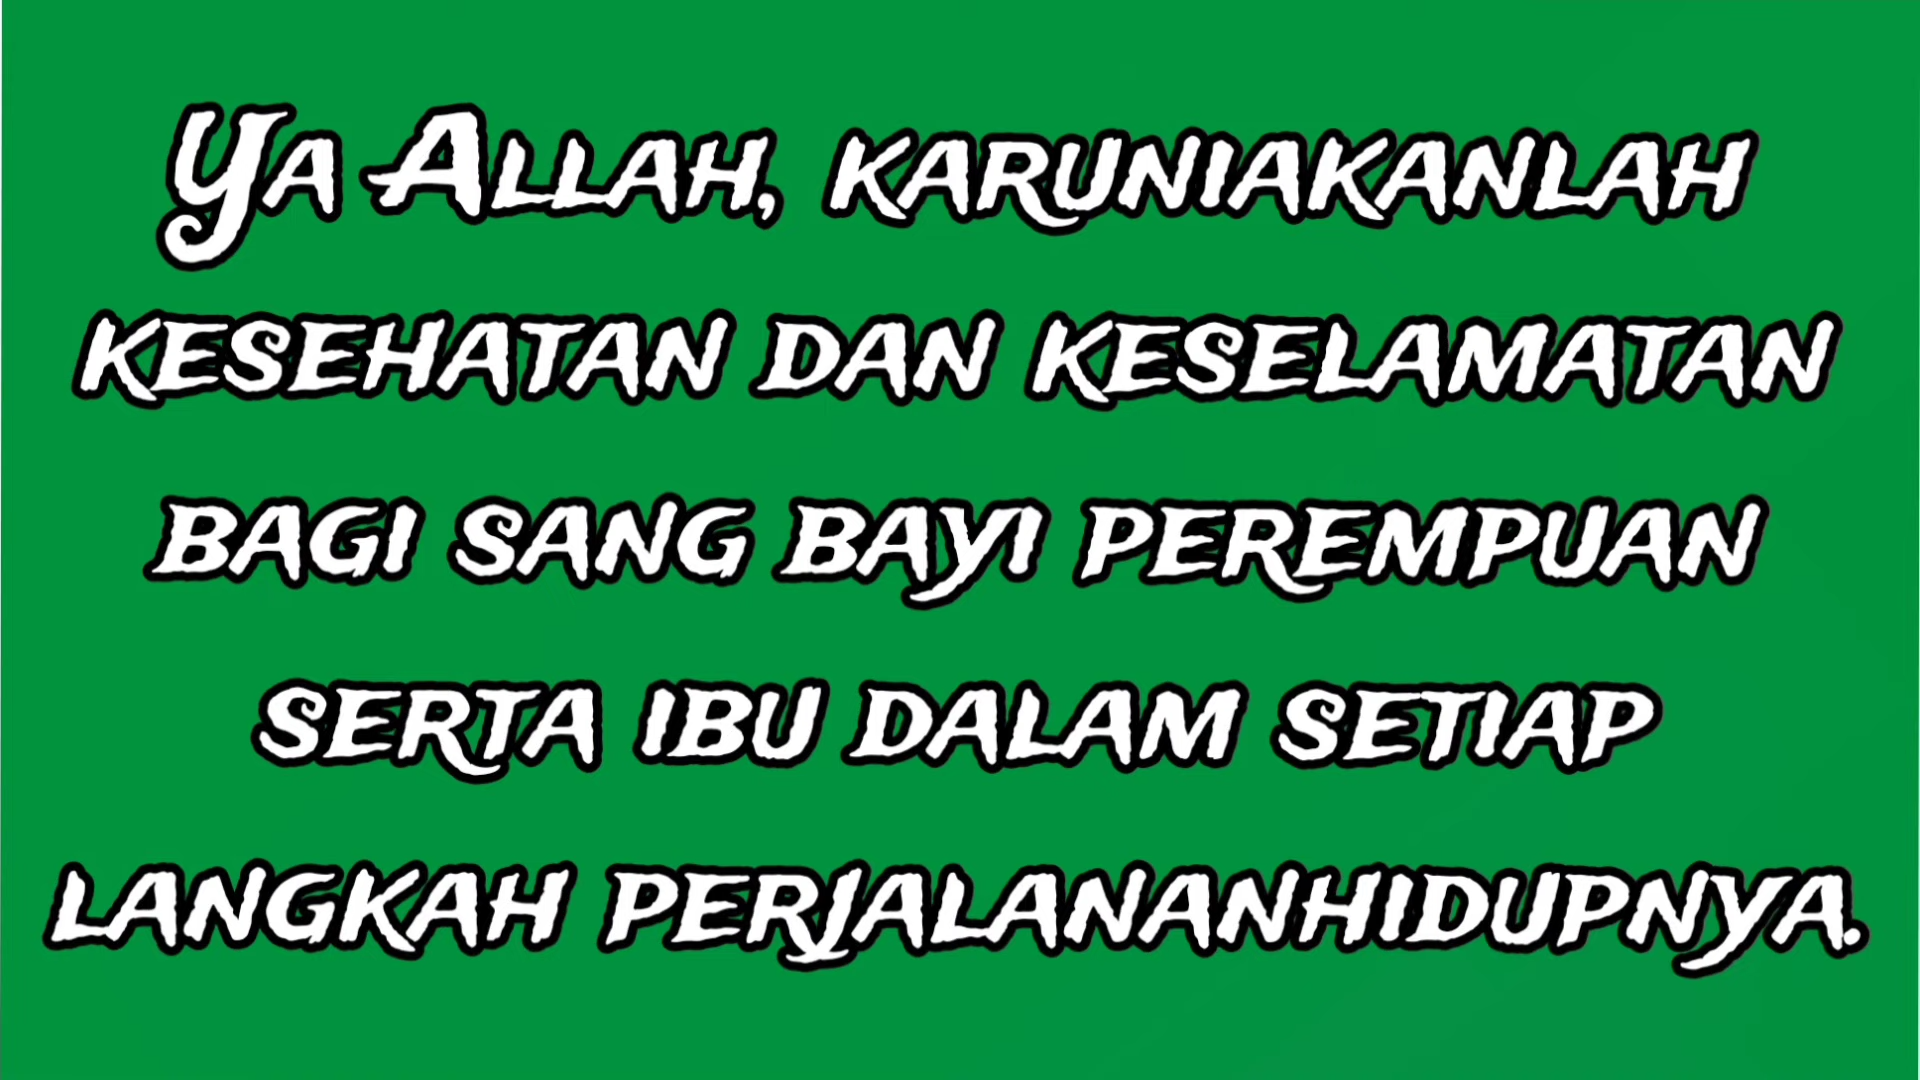 Ya Allah, karuniakanlah
kesehatan dan keselamatan
bagi sang bayi perempuan
serta ibu dalam setiap
langkah perjalananhidupnya.